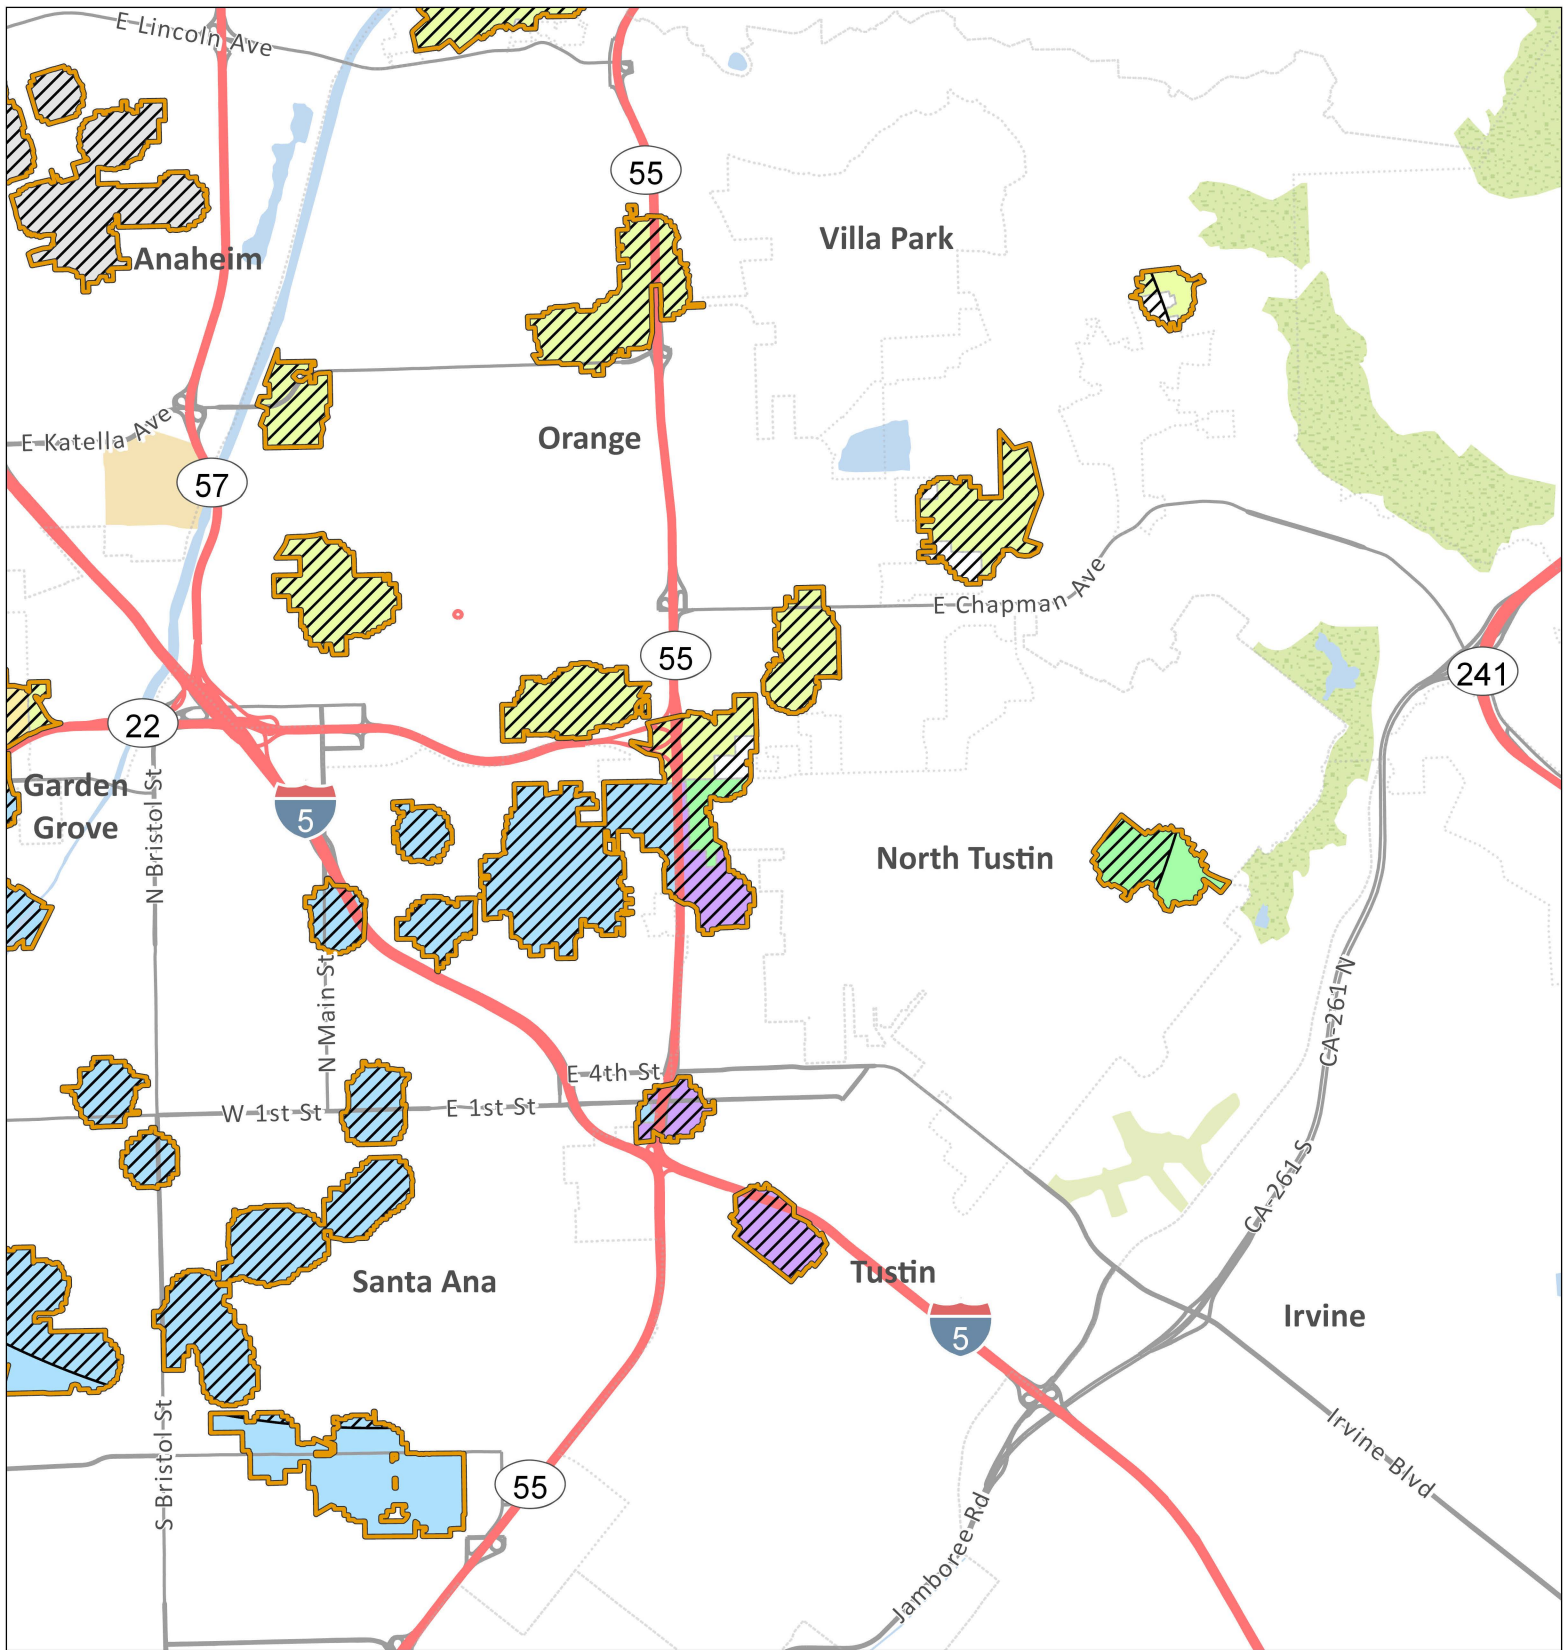 E Lincoln Ave
55
Villa Park
Anaheim
E Katella Ave
Orange
57
E Chapman Ave
55
241
22
Garden
Grove
5
N Bristol St
North Tustin
N Main St
CA-261 N
E 4th St
W 1st St
E 1st St
CA-261 S
Santa Ana
Tustin
Irvine
5
S Bristol St
Irvine Blvd
55
Jamboree Rd